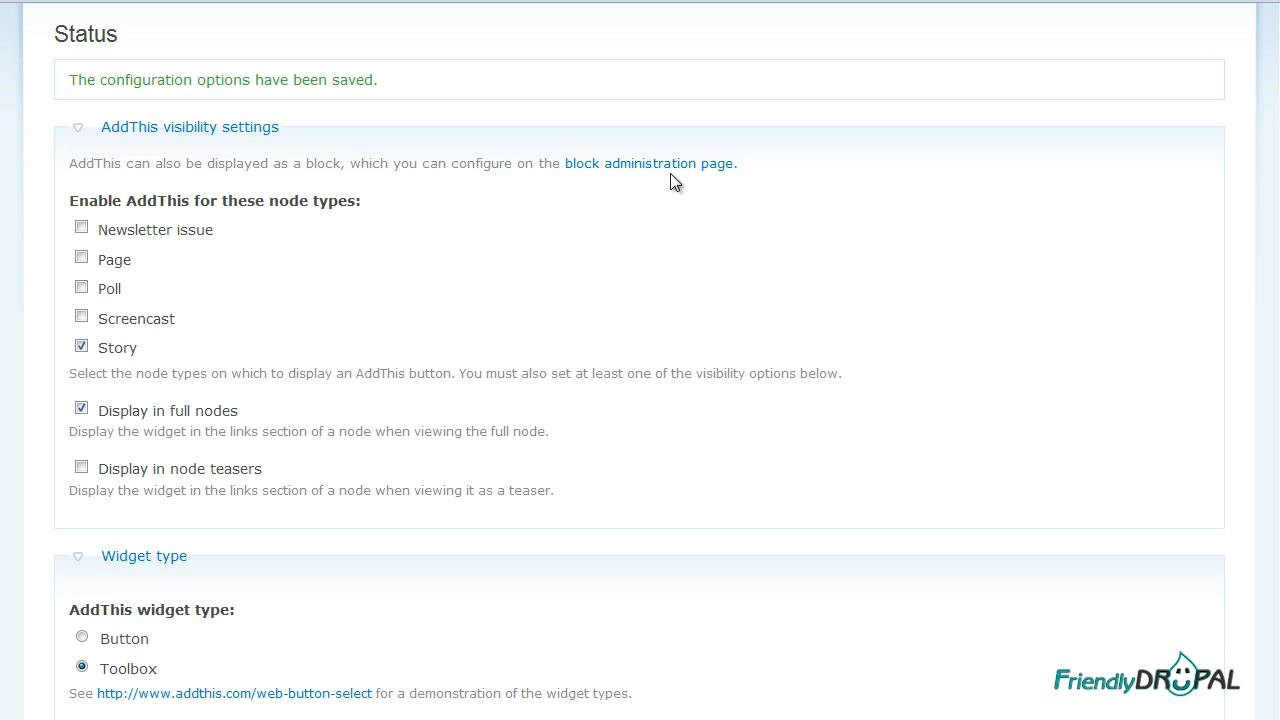 Status
The configuration options have been saved.
AddThis visibility settings
AddThis can also be displayed as a block, which you can configure on the block administration page.
Enable AddThis for these node types:
Newsletter issue
Page
Poll
Screencast
Story
Select the node types on which to display an AddThis button. You must also set at least one of the visibility options below.
Display in full nodes
Display the widget in the links section of a node when viewing the full node.
Display in node teasers
Display the widget in the links section of a node when viewing it as a teaser.
Widget type
AddThis widget type:
Button
Toolbox
See http://www.addthis.com/web-button-select for a demonstration of the widget types.
FriendlyDRUPAL